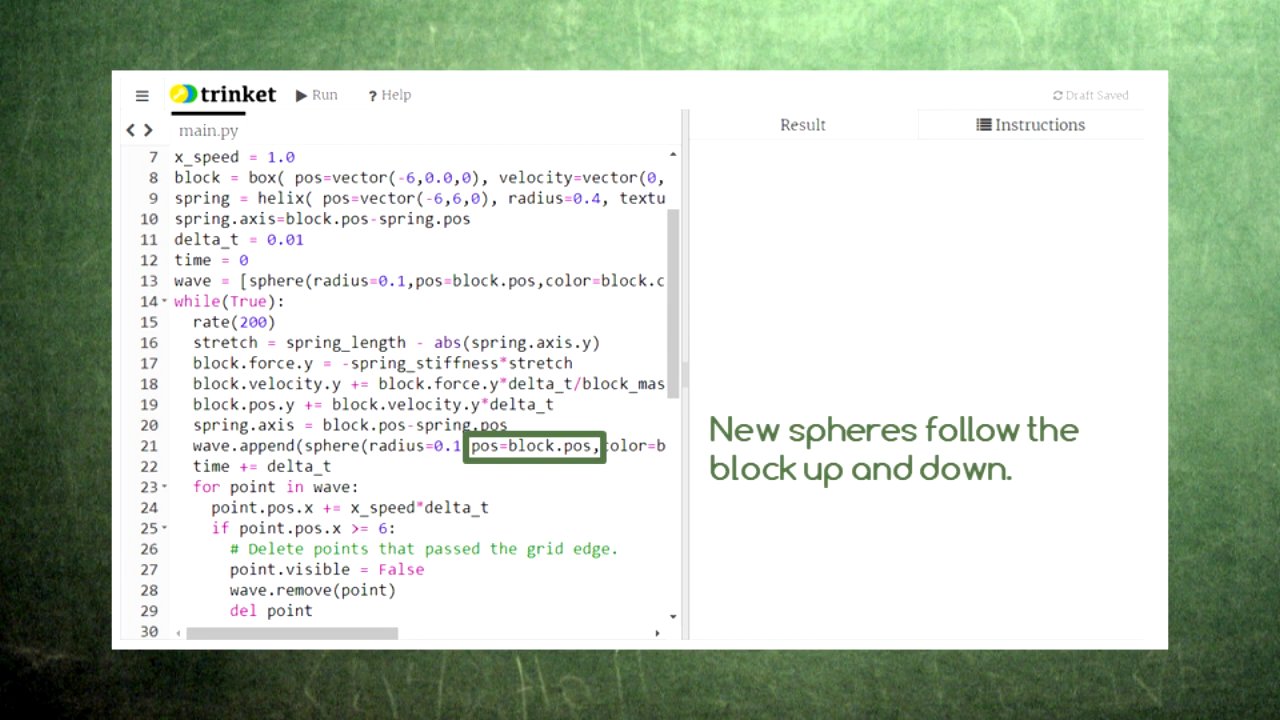 trinket
Run
? Help
Draft Saved
main.py
Result
Instructions
7 x_speed = 1.0
8 block = box( pos=vector(-6,0.0,0), velocity=vector(0,
9 spring = helix( pos=vector(-6,6,0), radius=0.4, textu
10 spring.axis=block.pos-spring.pos
11 delta_t = 0.01
12 time = 0
13 wave = [sphere(radius=0.1,pos=block.pos,color=block.c
14 while(True):
15 rate(200)
16 stretch = spring_length - abs(spring.axis.y)
17 block.force.y = -spring_stiffness*stretch
18 block.velocity.y += block.force.y*delta_t/block_mas
19 block.pos.y += block.velocity.y*delta_t
20 spring.axis = block.pos-spring.pos
21 wave.append(sphere(radius=0.1 pos=block.pos, color=b
22 time += delta_t
23 for point in wave:
24 point.pos.x += x_speed*delta_t
25 if point.pos.x >= 6:
26 # Delete points that passed the grid edge.
27 point.visible = False
28 wave.remove(point)
29 del point
30
New spheres follow the
block up and down.